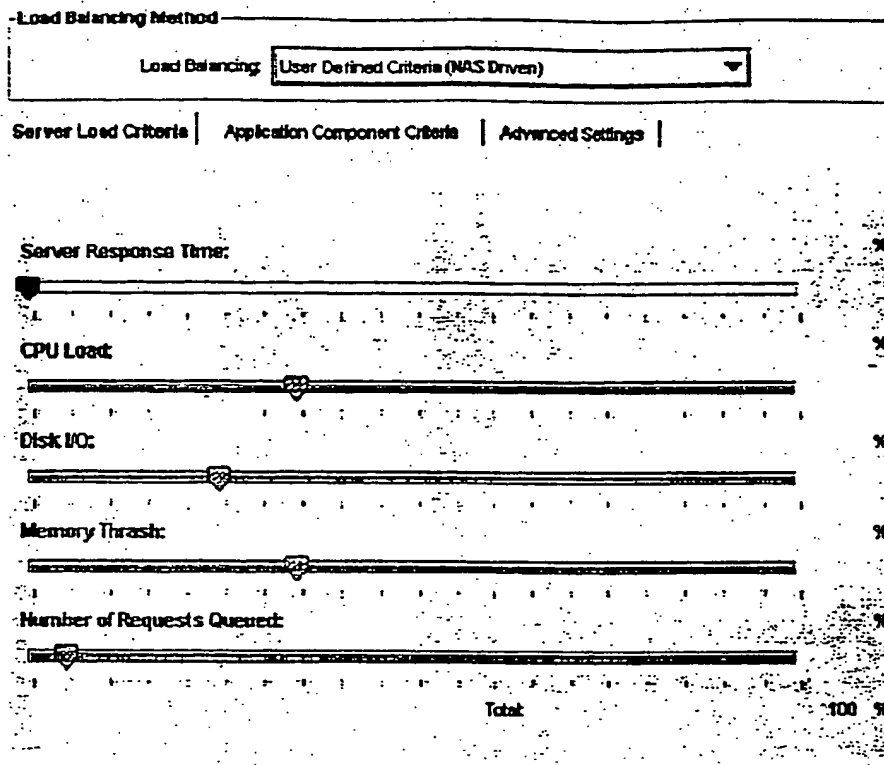 Load Balancing Method
Load Balancing: User Defined Criteria (NAS Driven)
Server Load Criteria | Application Component Criteria | Advanced Settings |
Server Response Time: %
CPU Load: %
Disk I/O: %
Memory Thrash: %
Number of Requests Queued: %
Total: 100 %